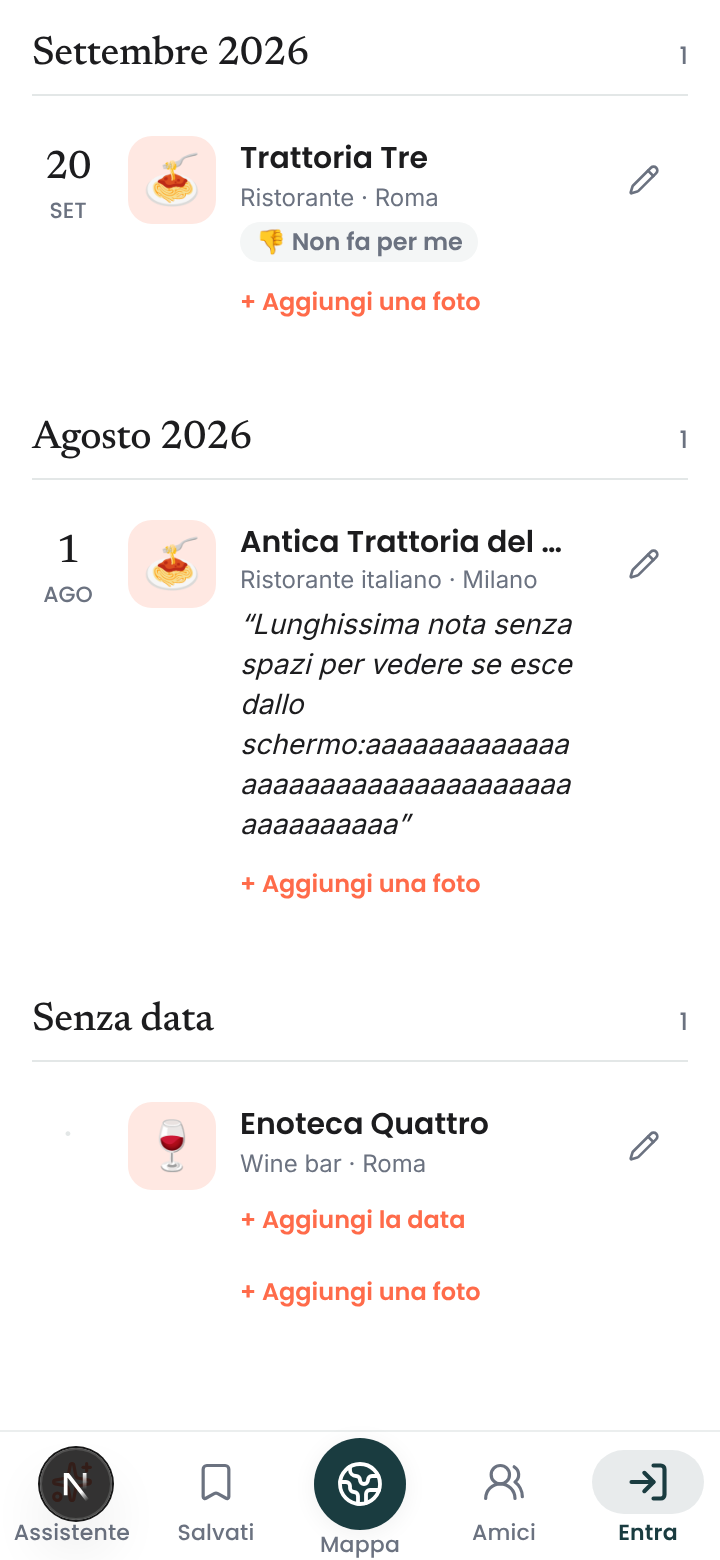 Settembre 2026
1
20
SET
Trattoria Tre
Ristorante · Roma
👎 Non fa per me
+ Aggiungi una foto
Agosto 2026
1
1
AGO
Antica Trattoria del ...
Ristorante italiano · Milano
“Lunghissima nota senza
spazi per vedere se esce
dallo
schermo:aaaaaaaaaaaaa
aaaaaaaaaaaaaaaaaaaaa
aaaaaaaaaa”
+ Aggiungi una foto
Senza data
1
·
Enoteca Quattro
Wine bar · Roma
+ Aggiungi la data
+ Aggiungi una foto
N
Assistente
Salvati
Mappa
Amici
Entra